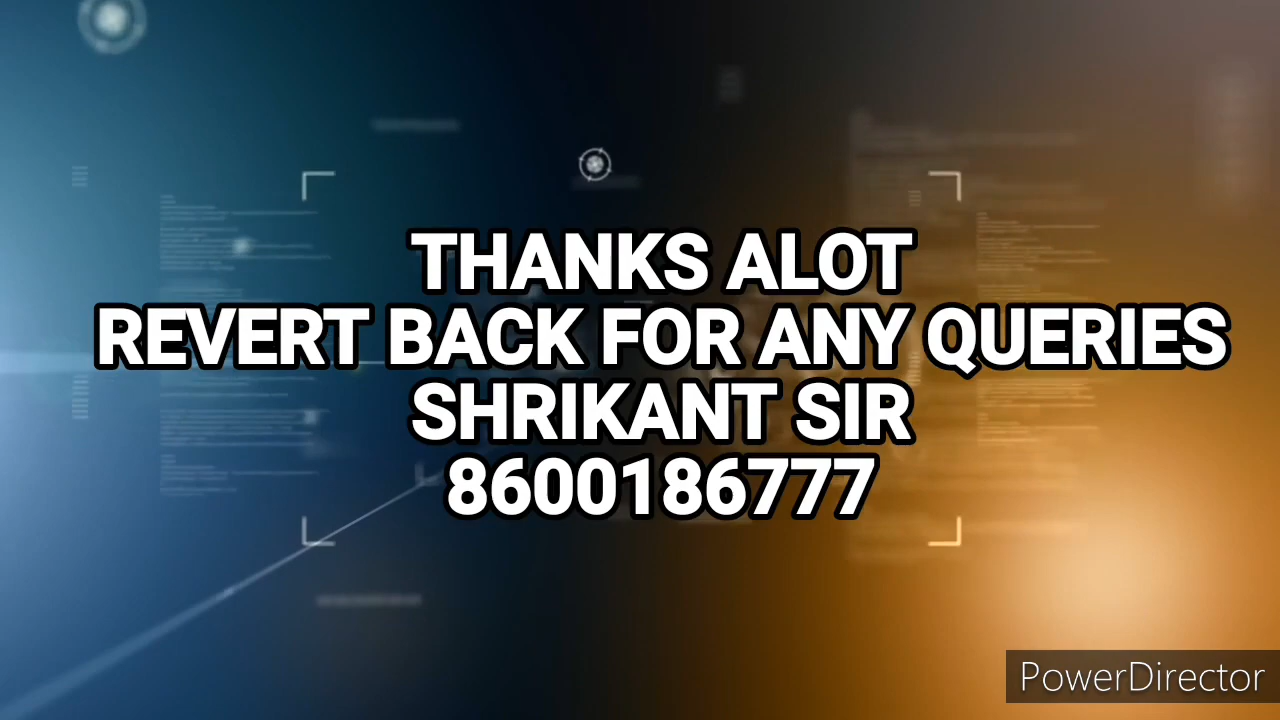 THANKS ALOT
REVERT BACK FOR ANY QUERIES
SHRIKANT SIR
8600186777
PowerDirector